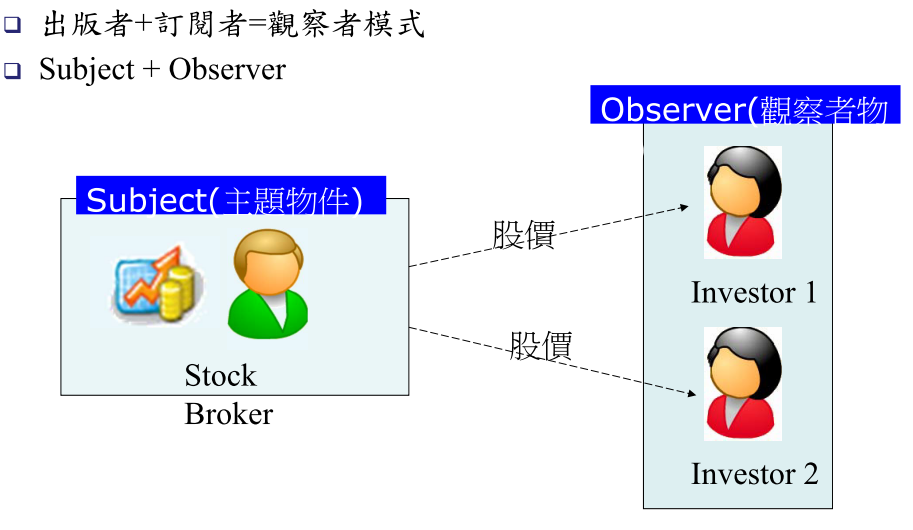 出版者+訂閱者=觀察者模式
Subject + Observer
Observer(觀察者物
Subject(主題物件)
股價
Investor 1
股價
Stock
Broker
Investor 2